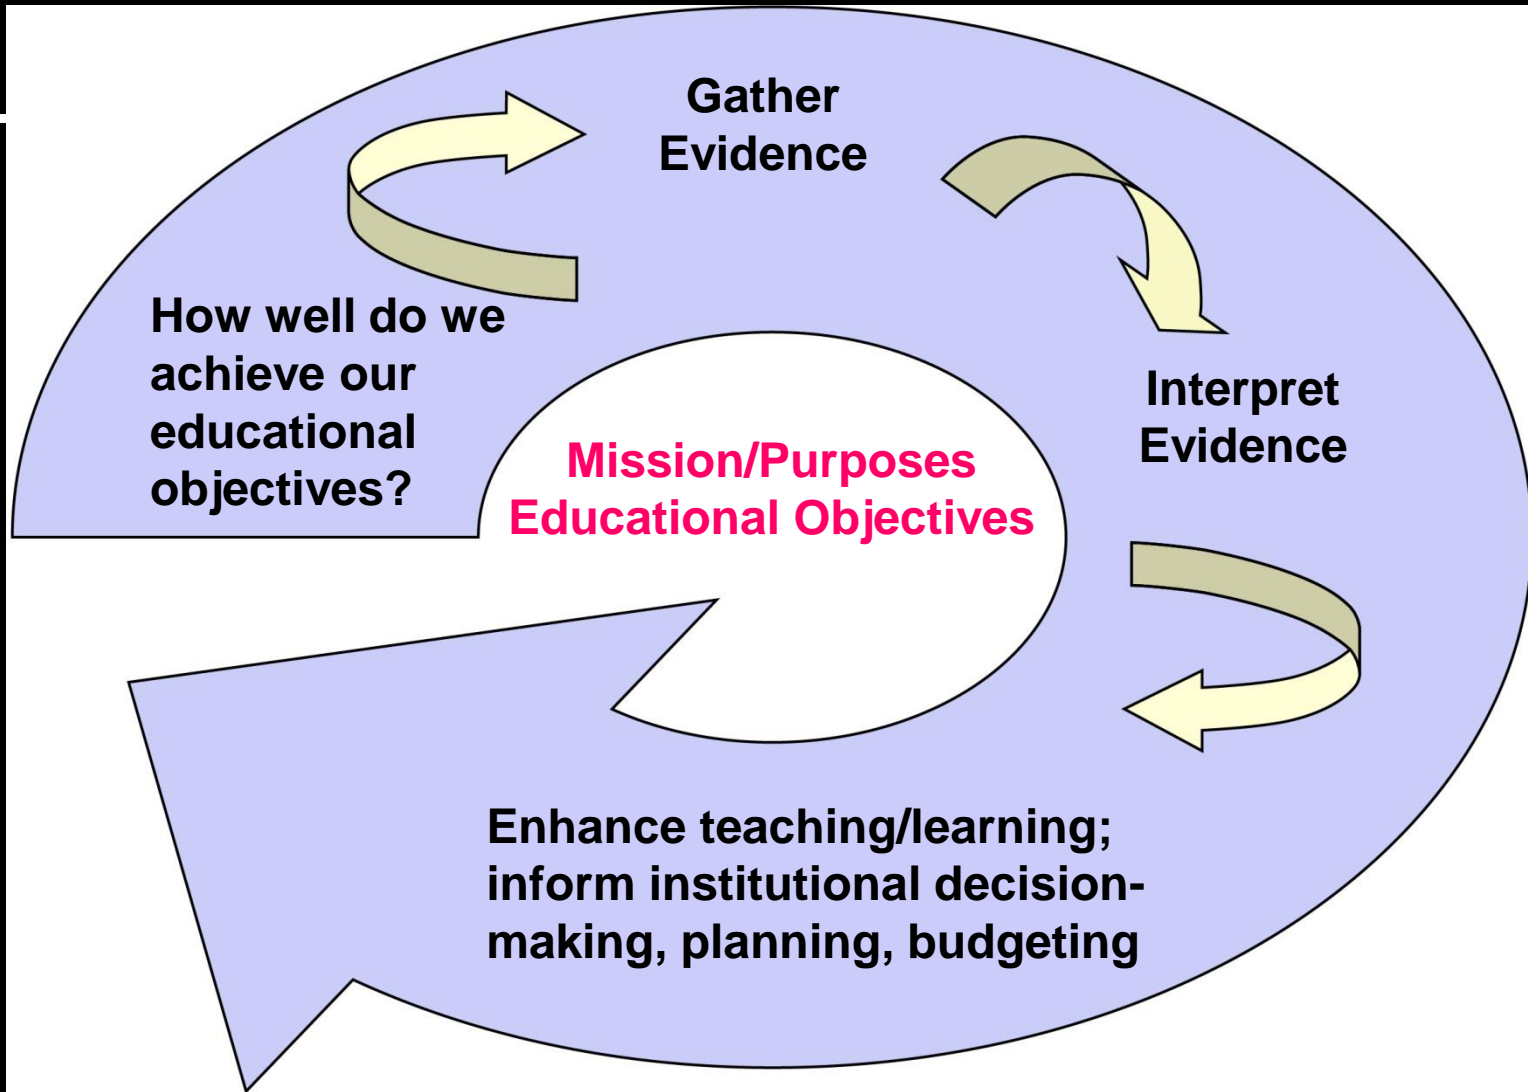 Gather
Evidence
How well do we
achieve our
educational
objectives?
Interpret
Evidence
Mission/Purposes
Educational Objectives
Enhance teaching/learning;
inform institutional decision-
making, planning, budgeting